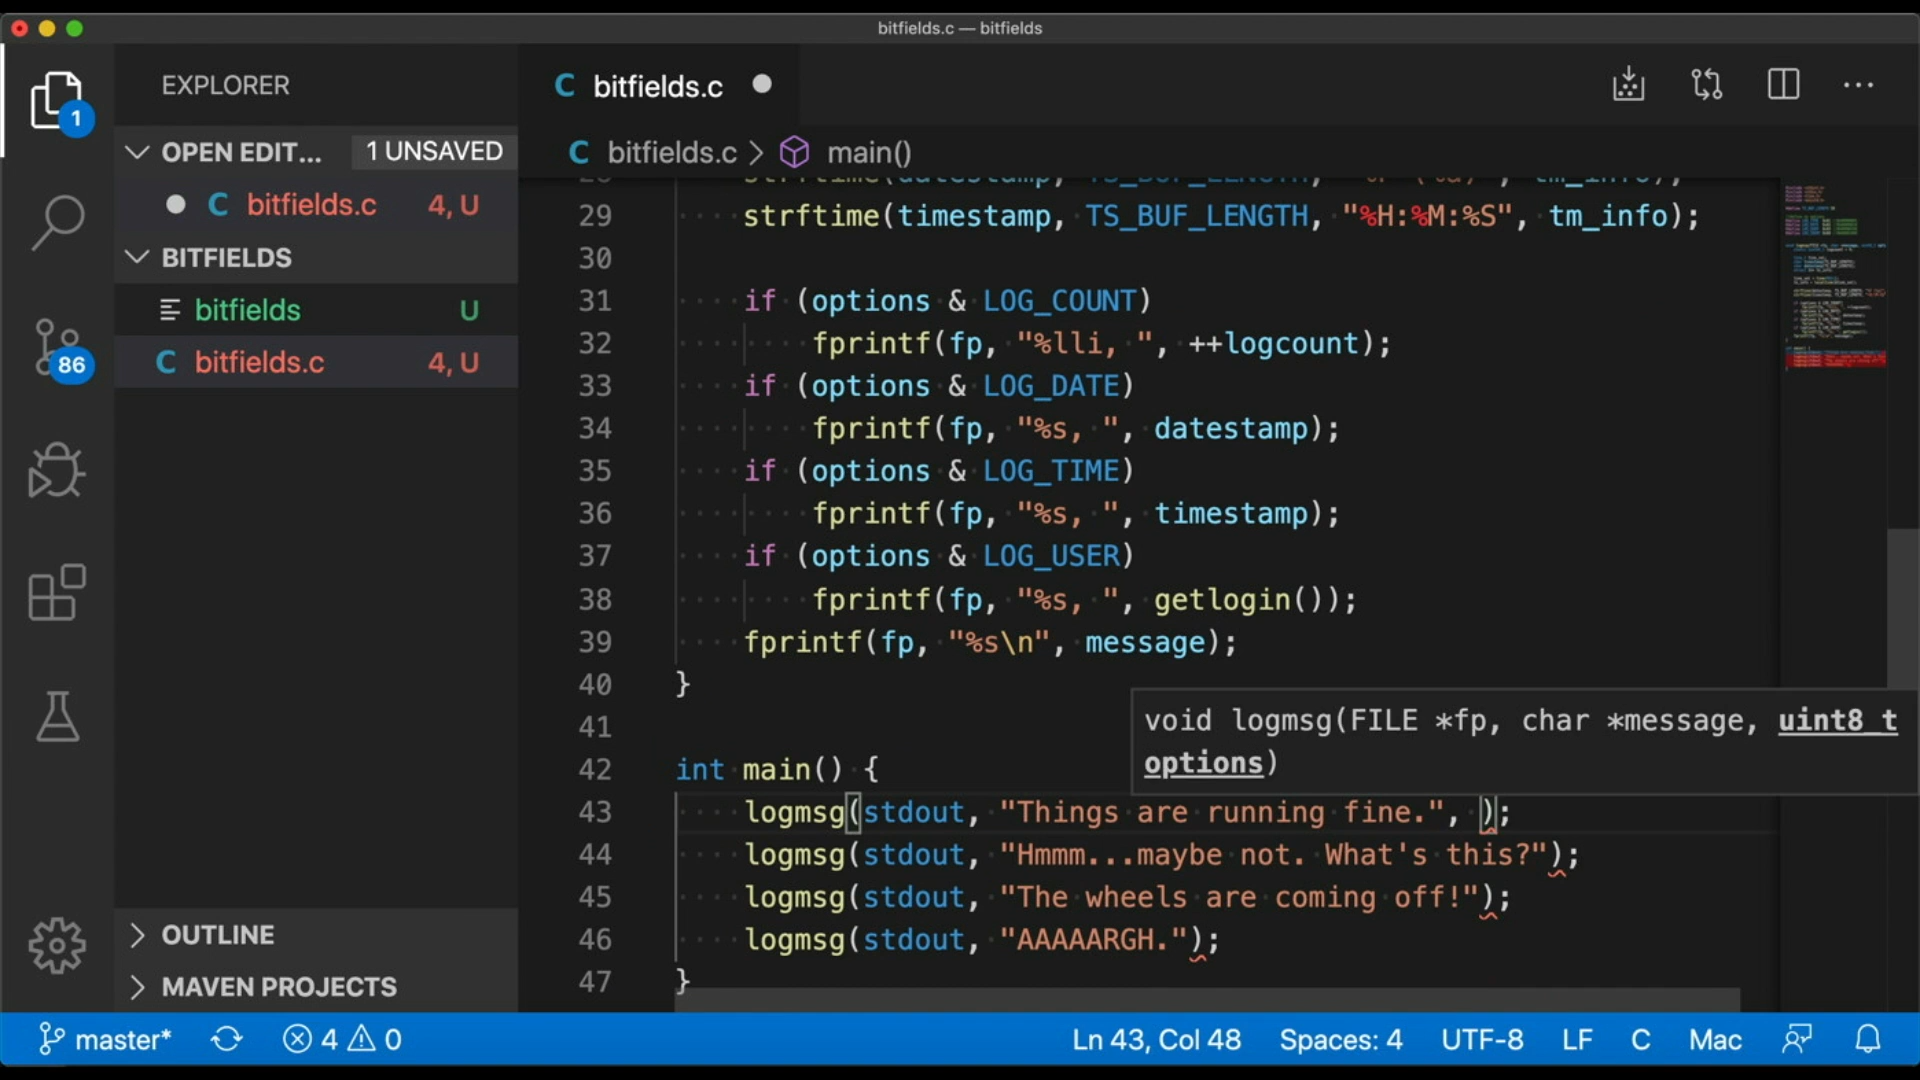 bitfields.c — bitfields
EXPLORER
1
OPEN EDIT... 1 UNSAVED
bitfields.c 4, U
BITFIELDS
bitfields U
bitfields.c 4, U
86
OUTLINE
MAVEN PROJECTS
bitfields.c
bitfields.c > main()
29 strftime(timestamp, TS_BUF_LENGTH, "%H:%M:%S", tm_info);
30
31 if (options & LOG_COUNT)
32 fprintf(fp, "%lli, ", ++logcount);
33 if (options & LOG_DATE)
34 fprintf(fp, "%s, ", datestamp);
35 if (options & LOG_TIME)
36 fprintf(fp, "%s, ", timestamp);
37 if (options & LOG_USER)
38 fprintf(fp, "%s, ", getlogin());
39 fprintf(fp, "%s\n", message);
40 }
41
void logmsg(FILE *fp, char *message, uint8_t
options)
42 int main() {
43 logmsg(stdout, "Things are running fine.", );
44 logmsg(stdout, "Hmmm...maybe not. What's this?");
45 logmsg(stdout, "The wheels are coming off!");
46 logmsg(stdout, "AAAAARGH.");
47 }
master* 4 0 Ln 43, Col 48 Spaces: 4 UTF-8 LF C Mac